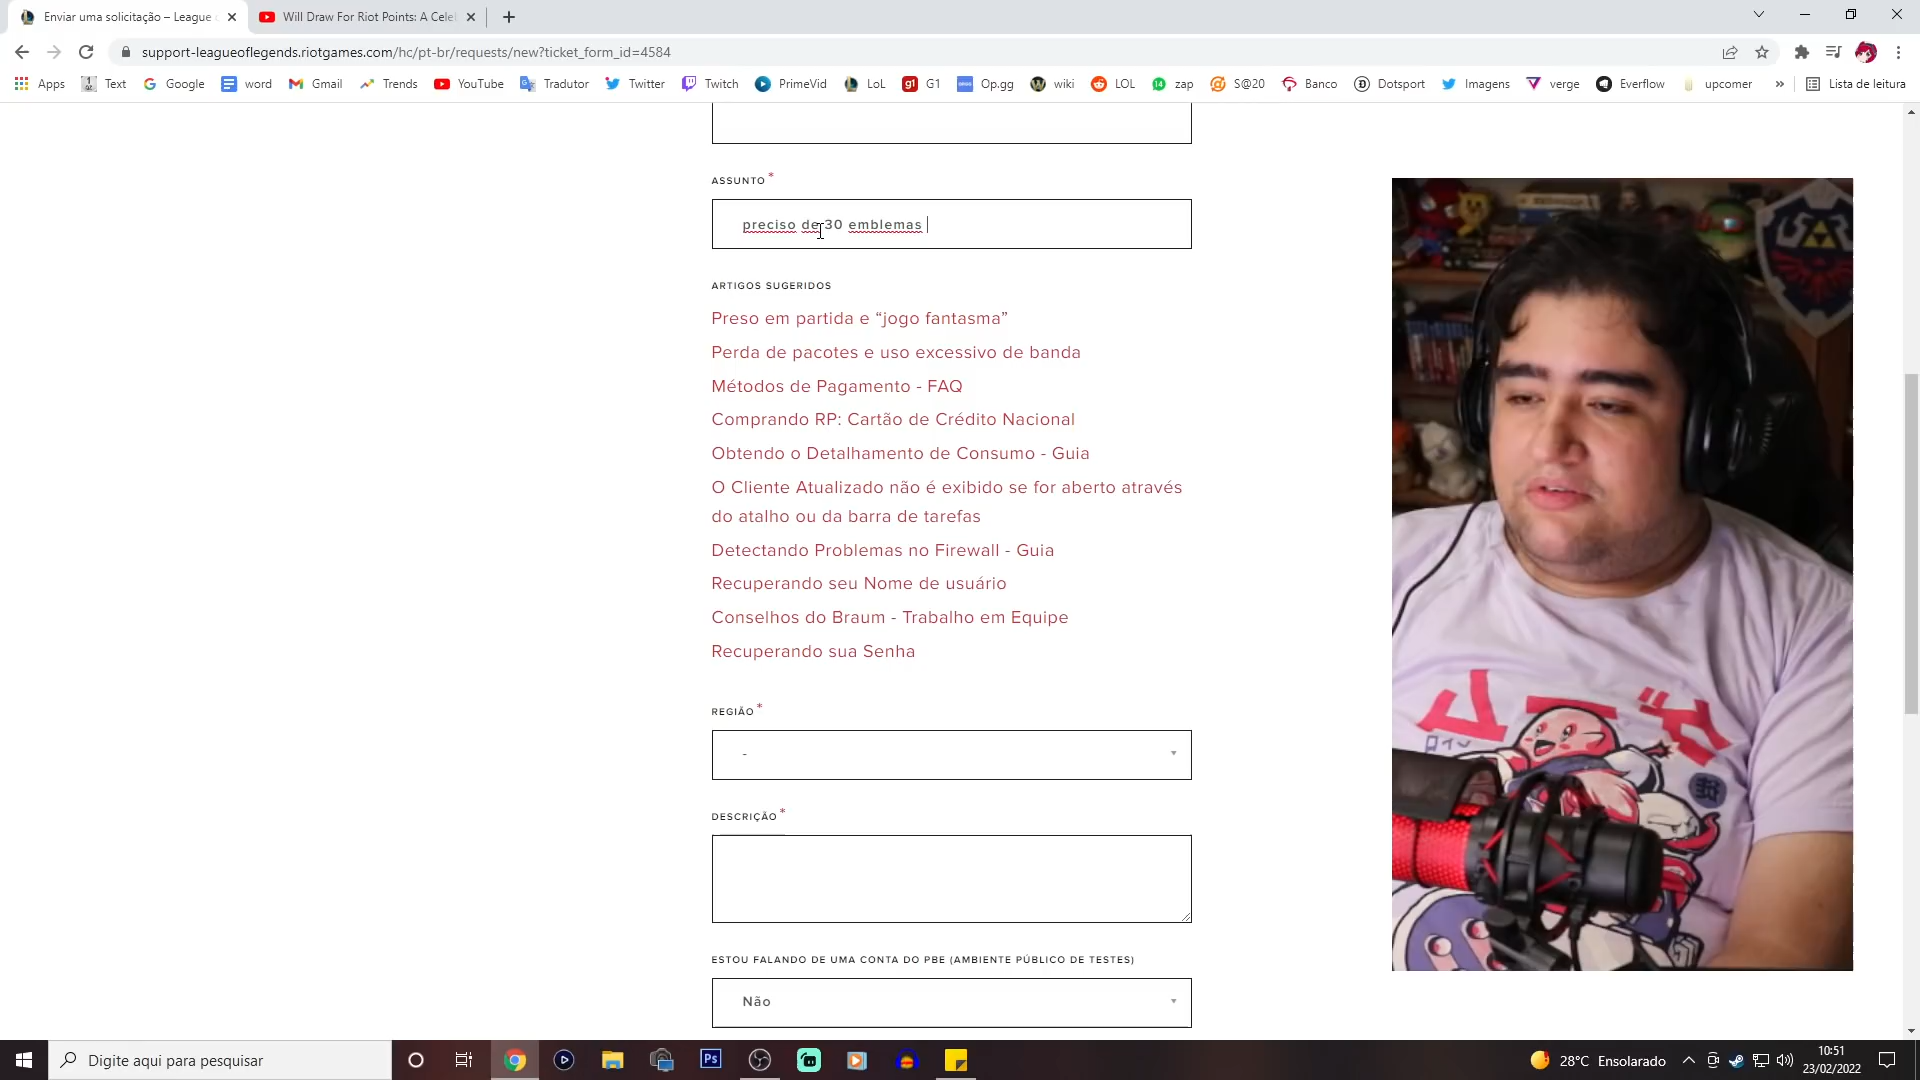 Enviar uma solicitação – League
Will Draw For Riot Points: A Cele
support-leagueoflegends.riotgames.com/hc/pt-br/requests/new?ticket_form_id=4584
Apps Text Google word Gmail Trends YouTube Tradutor Twitter Twitch PrimeVid LoL G1 Op.gg wiki LOL zap S@20 Banco Dotsport Imagens verge Everflow upcomer » Lista de leitura
ASSUNTO*
preciso de 30 emblemas
ARTIGOS SUGERIDOS
Preso em partida e “jogo fantasma”
Perda de pacotes e uso excessivo de banda
Métodos de Pagamento - FAQ
Comprando RP: Cartão de Crédito Nacional
Obtendo o Detalhamento de Consumo - Guia
O Cliente Atualizado não é exibido se for aberto através
do atalho ou da barra de tarefas
Detectando Problemas no Firewall - Guia
Recuperando seu Nome de usuário
Conselhos do Braum - Trabalho em Equipe
Recuperando sua Senha
REGIÃO*
-
DESCRIÇÃO*
ESTOU FALANDO DE UMA CONTA DO PBE (AMBIENTE PÚBLICO DE TESTES)
Não
Digite aqui para pesquisar
28°C Ensolarado
10:51
23/02/2022